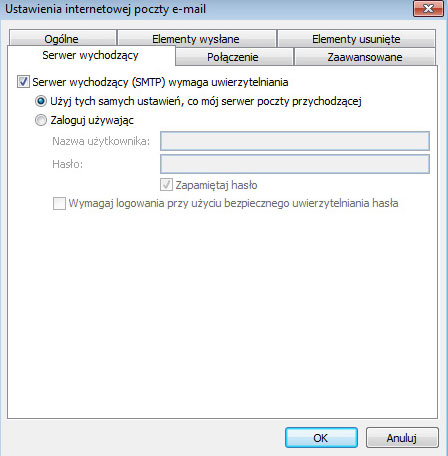 Ustawienia internetowej poczty e-mail
Ogólne
Elementy wysłane
Elementy usunięte
Serwer wychodzący
Połączenie
Zaawansowane
Serwer wychodzący (SMTP) wymaga uwierzytelniania
Użyj tych samych ustawień, co mój serwer poczty przychodzącej
Zaloguj używając
Nazwa użytkownika:
Hasło:
Zapamiętaj hasło
Wymagaj logowania przy użyciu bezpiecznego uwierzytelniania hasła
OK
Anuluj